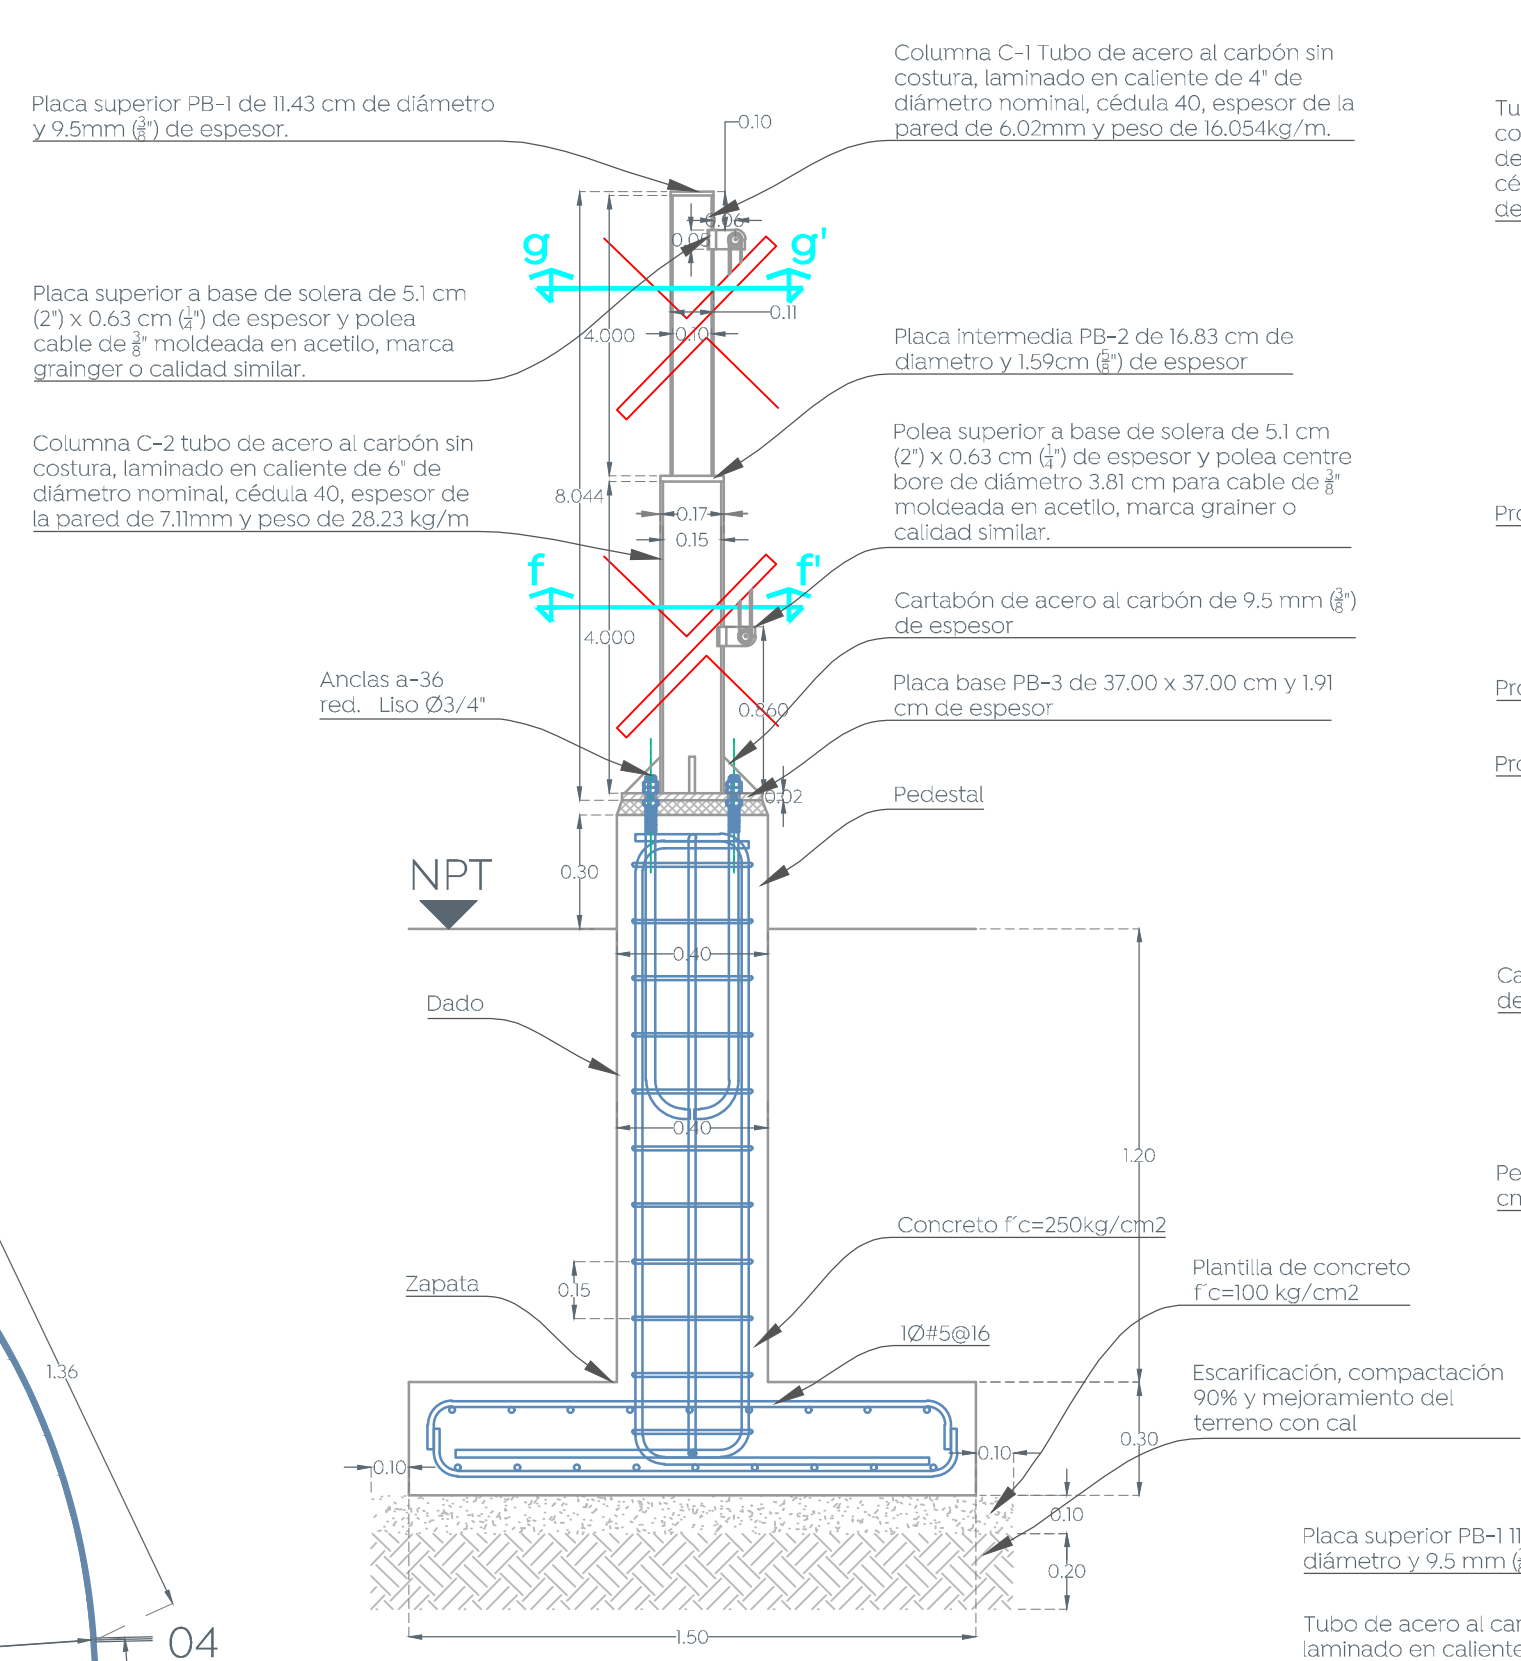 Placa superior PB-1 de 11.43 cm de diámetro
y 9.5mm (3/8") de espesor.
Columna C-1 Tubo de acero al carbón sin
costura, laminado en caliente de 4" de
diámetro nominal, cédula 40, espesor de la
pared de 6.02mm y peso de 16.054kg/m.
0.10
0.06
0.05
g
g'
Placa superior a base de solera de 5.1 cm
(2") x 0.63 cm (1/4") de espesor y polea
cable de 3/8" moldeada en acetilo, marca
grainger o calidad similar.
4.000
0.11
0.10
Placa intermedia PB-2 de 16.83 cm de
diametro y 1.59cm (5/8") de espesor
Columna C-2 tubo de acero al carbón sin
costura, laminado en caliente de 6" de
diámetro nominal, cédula 40, espesor de
la pared de 7.11mm y peso de 28.23 kg/m
Polea superior a base de solera de 5.1 cm
(2") x 0.63 cm (1/4") de espesor y polea centre
bore de diámetro 3.81 cm para cable de 3/8"
moldeada en acetilo, marca grainer o
calidad similar.
8.044
0.17
0.15
f
f'
4.000
Cartabón de acero al carbón de 9.5 mm (3/8")
de espesor
Anclas a-36
red. Liso Ø3/4"
Placa base PB-3 de 37.00 x 37.00 cm y 1.91
cm de espesor
0.860
0.02
Pedestal
0.30
NPT
0.40
Dado
0.40
1.20
Concreto f´c=250kg/cm2
Zapata
0.15
Plantilla de concreto
f´c=100 kg/cm2
1Ø#5@16
Escarificación, compactación
90% y mejoramiento del
terreno con cal
1.36
0.30
0.10
0.10
0.10
0.20
1.50
04
Placa superior PB-1 11
diámetro y 9.5 mm
Tubo de acero al
laminado en caliente